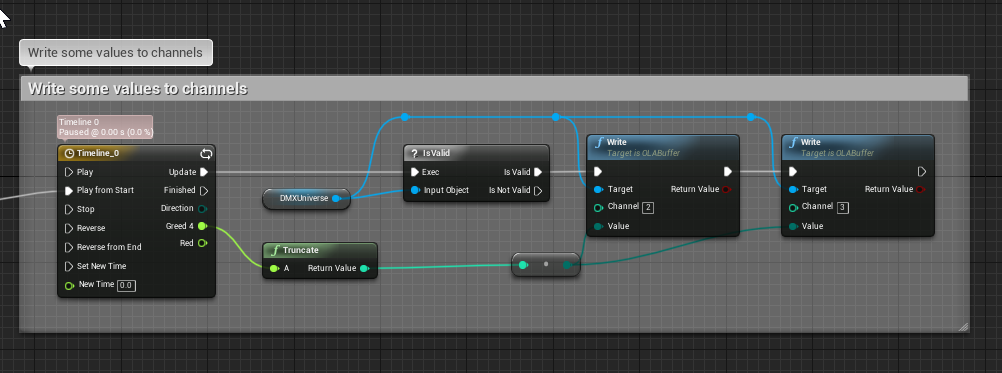 Write some values to channels
Write some values to channels
Timeline 0
Paused @ 0.00 s (0.0 %)
Timeline_0
Play
Update
Play from Start
Finished
Stop
Direction
Reverse
Greed 4
Reverse from End
Red
Set New Time
New Time 0.0
DMXUniverse
? IsValid
Exec
Is Valid
Input Object
Is Not Valid
f Truncate
A
Return Value
f Write
Target is OLABuffer
Target
Return Value
Channel 2
Value
f Write
Target is OLABuffer
Target
Return Value
Channel 3
Value